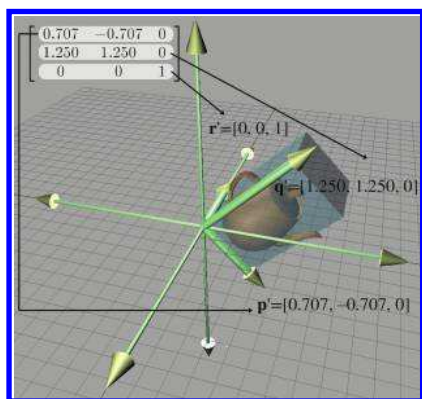 0.707 −0.707 0
1.250 1.250 0
0 0 1
r'=[0, 0, 1]
q'=[1.250, 1.250, 0]
p'=[0.707, −0.707, 0]